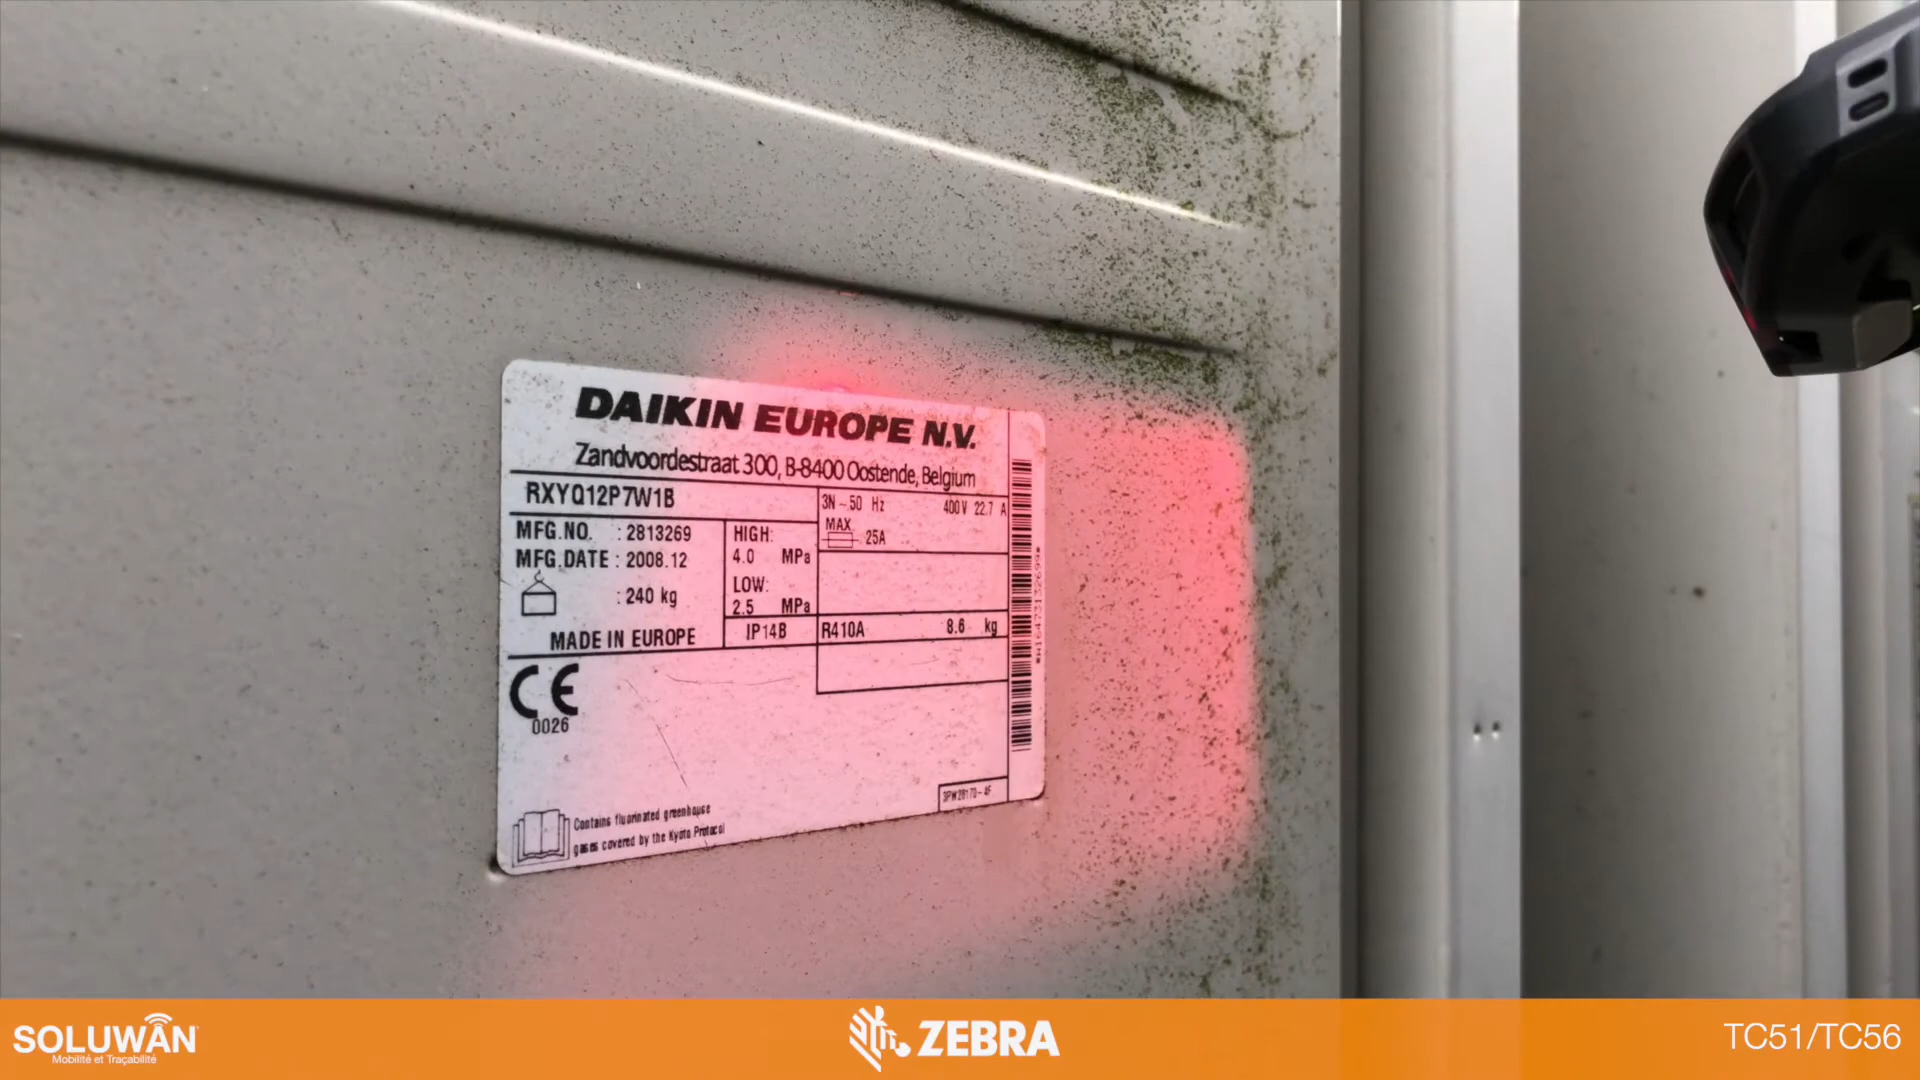 DAIKIN EUROPE N.V.
Zandvoordestraat 300, B-8400 Oostende, Belgium
RXYQ12P7W1B
3N~50 Hz 400V 22.7 A
MAX. 25A
MFG.NO. : 2813269
MFG.DATE : 2008.12
: 240 kg
MADE IN EUROPE
HIGH:
4.0 MPa
LOW:
2.5 MPa
IP14B
R410A 8.6 kg
CE
0026
Contains fluorinated greenhouse
gases covered by the Kyoto Protocol
3PW28170-4F
SOLUWAN
Mobilité et Traçabilité
ZEBRA
TC51/TC56